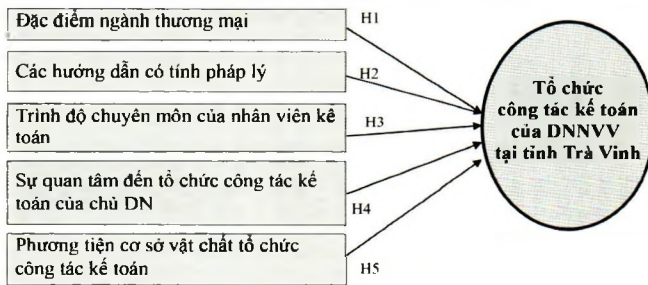 Đặc điểm ngành thương mại
H1
Các hướng dẫn có tính pháp lý
H2
Trình độ chuyên môn của nhân viên kế
toán
H3
Sự quan tâm đến tổ chức công tác kế
toán của chủ DN
H4
Phương tiện cơ sở vật chất tổ chức
công tác kế toán
H5
Tổ chức
công tác kế toán
của DNNVV
tại tỉnh Trà Vinh